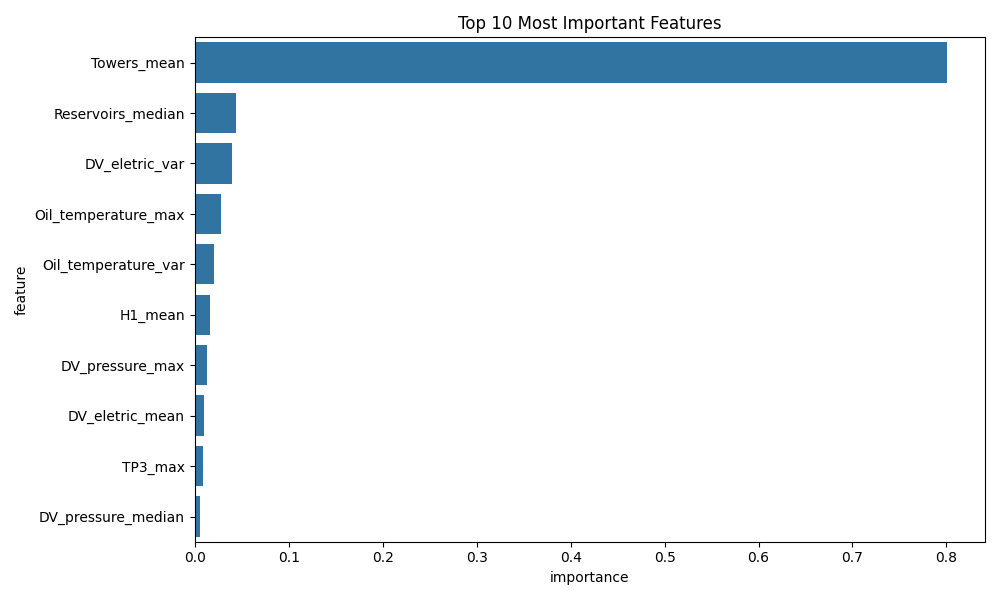 Top 10 Most Important Features
Towers_mean
Reservoirs_median
DV_eletric_var
Oil_temperature_max
Oil_temperature_var
H1_mean
DV_pressure_max
DV_eletric_mean
TP3_max
DV_pressure_median
feature
0.0 0.1 0.2 0.3 0.4 0.5 0.6 0.7 0.8
importance